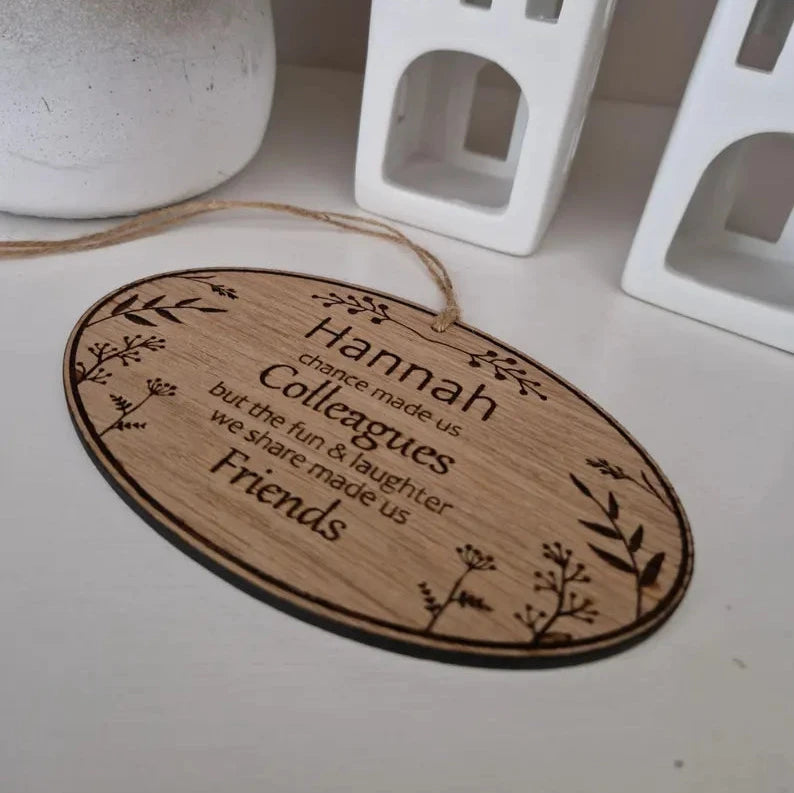 Hannah
chance made us
Colleagues
but the fun & laughter
we share made us
Friends